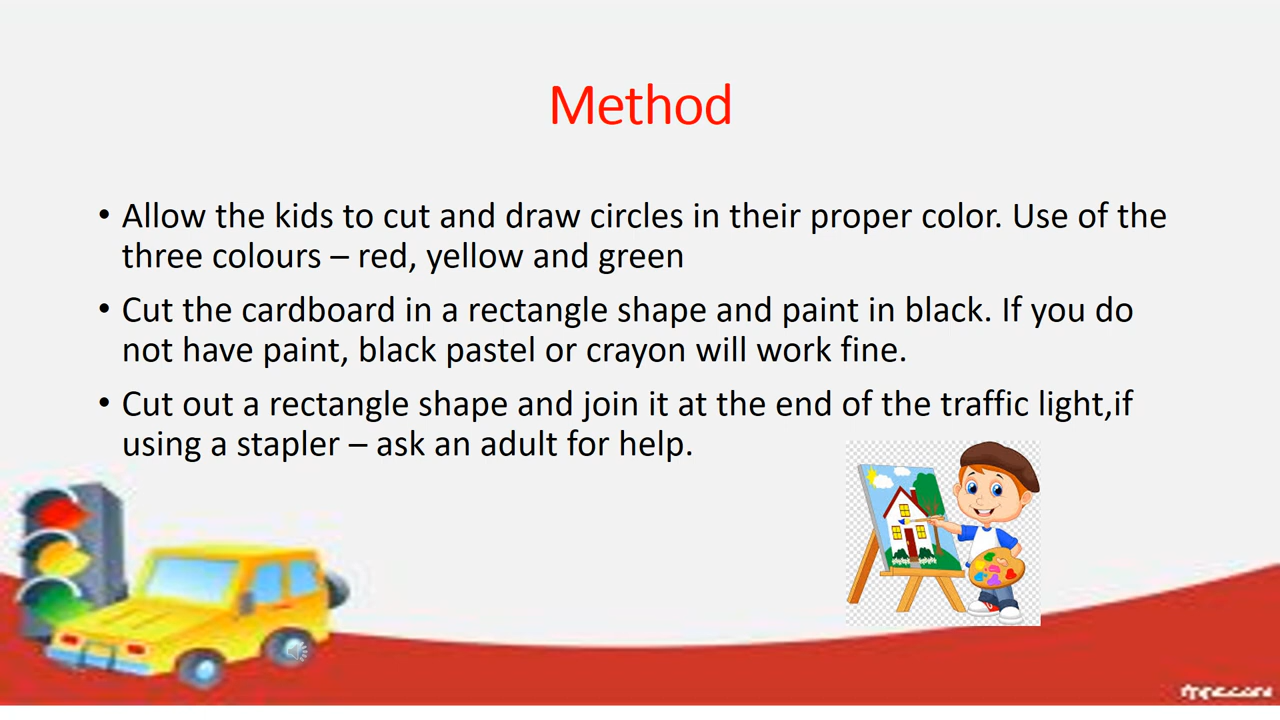 Method
• Allow the kids to cut and draw circles in their proper color. Use of the
three colours – red, yellow and green
• Cut the cardboard in a rectangle shape and paint in black. If you do
not have paint, black pastel or crayon will work fine.
• Cut out a rectangle shape and join it at the end of the traffic light,if
using a stapler – ask an adult for help.